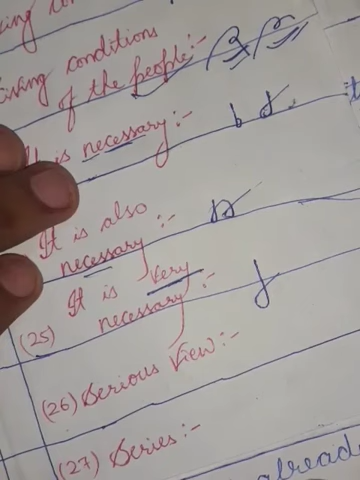 Living conditions
of the people:-
It is necessary:-
It is also
necessary :-
It is very
(25) necessary :-
(26) Serious View:-
(27) Series:-
already